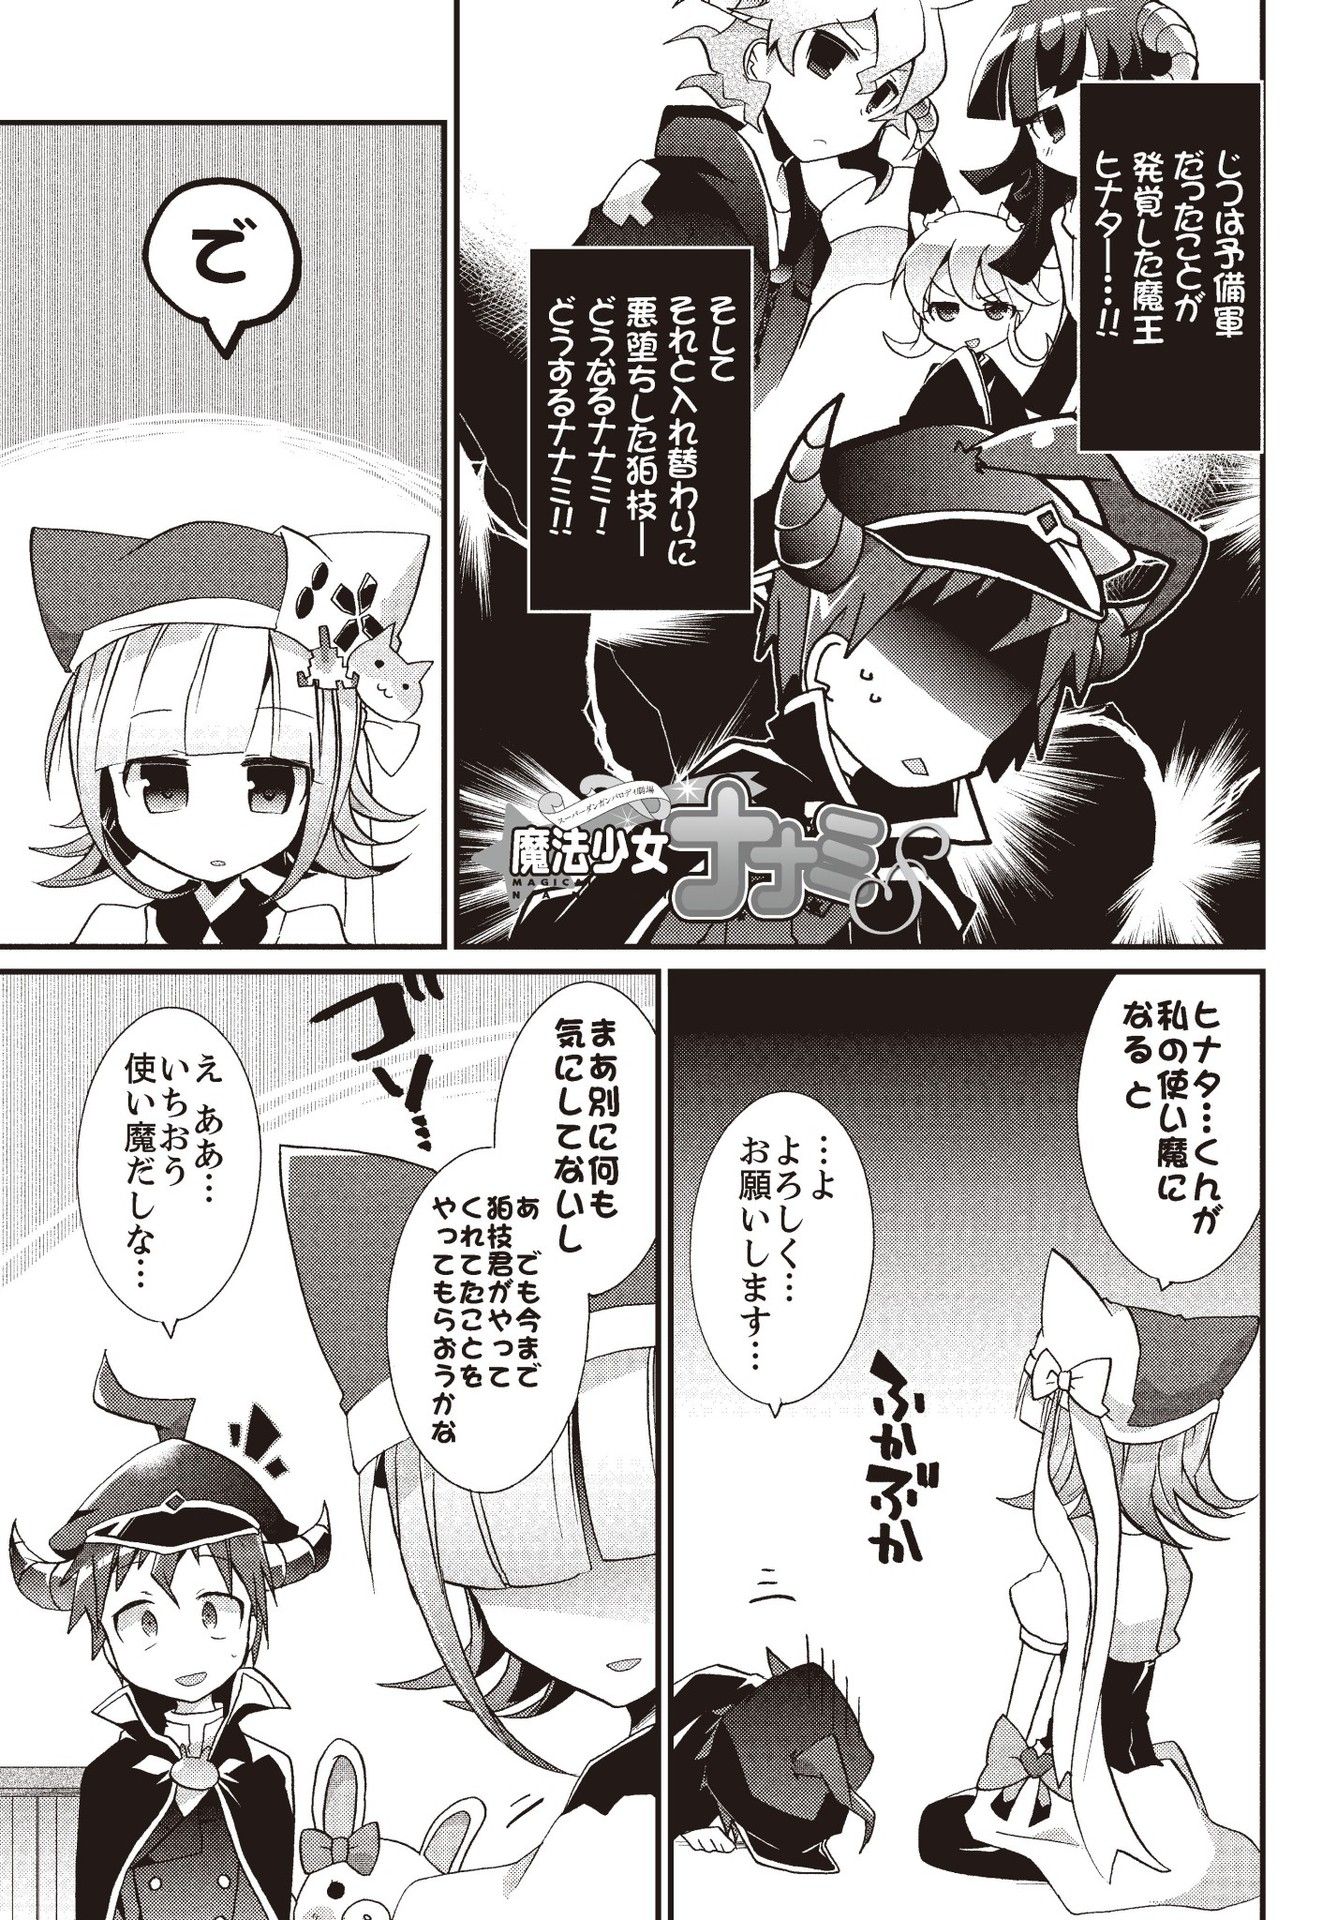 じつは予備軍
だったことが
発覚した魔王
ヒナター…!!
そして
それと入れ替わりに
悪堕ちした狛枝――
どうなるナナミ!
どうするナナミ!!
スーパーダンガンパロディ劇場
魔法少女ナナミS
MAGICA
で
ヒナタ…くんが
私の使い魔に
なると
…よ
よろしく…
お願いします…
ふかぶか
まあ別に何も
気にしてないし
あ でも今まで
狛枝君がやって
くれてたことを
やってもらおうかな
ゴソ…
え ああ…
いちおう
使い魔だしな…